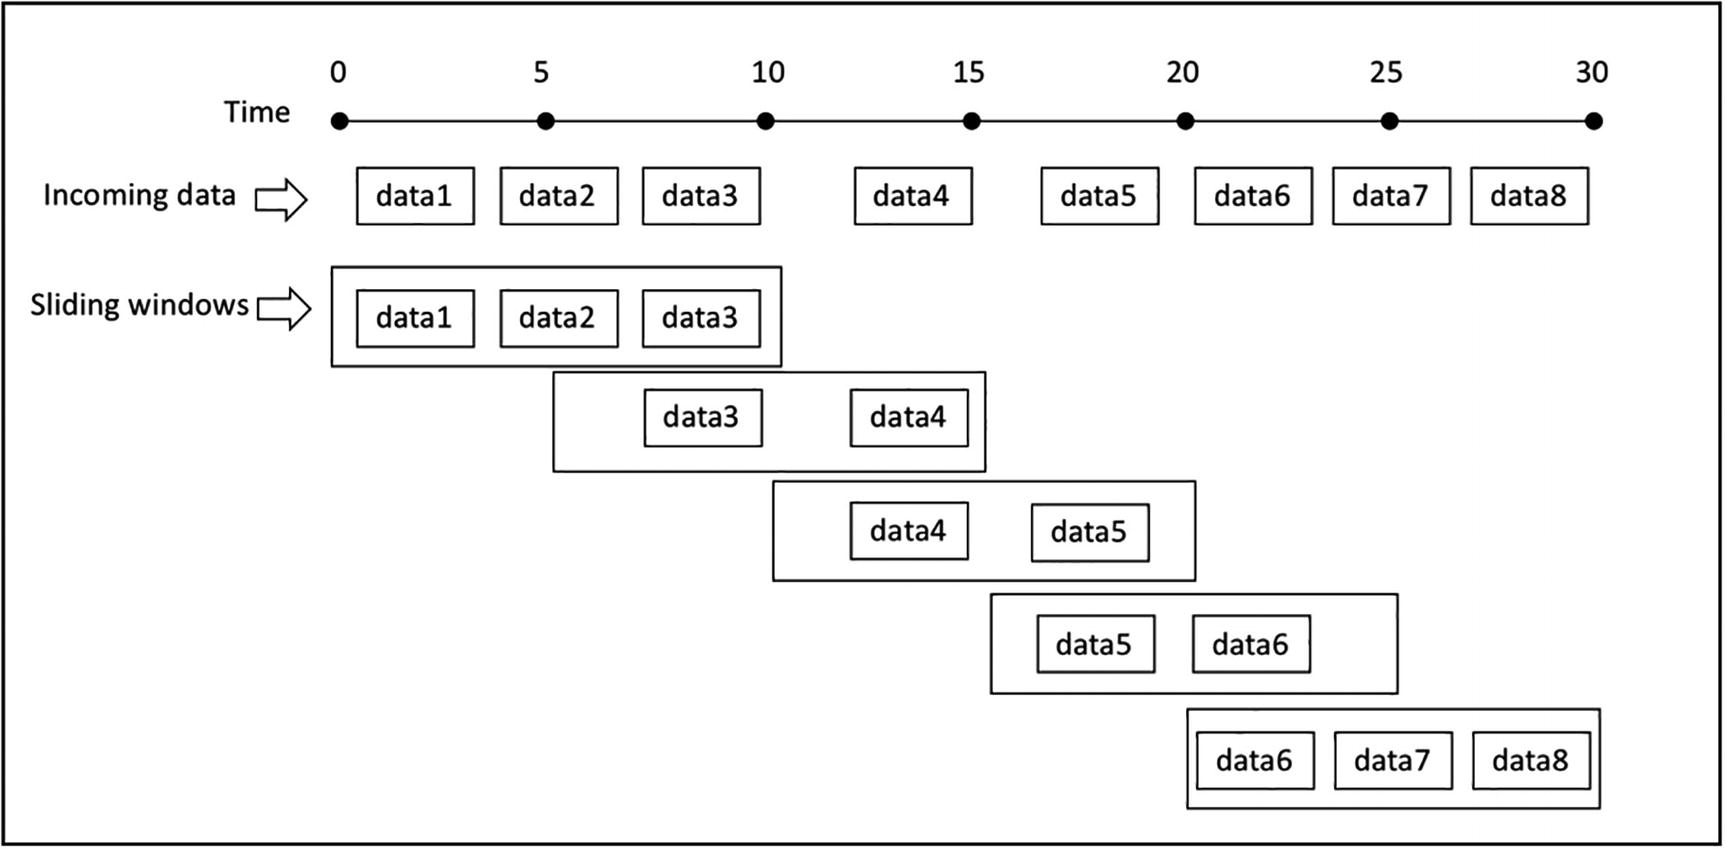 0 5 10 15 20 25 30
Time
Incoming data data1 data2 data3 data4 data5 data6 data7 data8
Sliding windows data1 data2 data3
data3 data4
data4 data5
data5 data6
data6 data7 data8